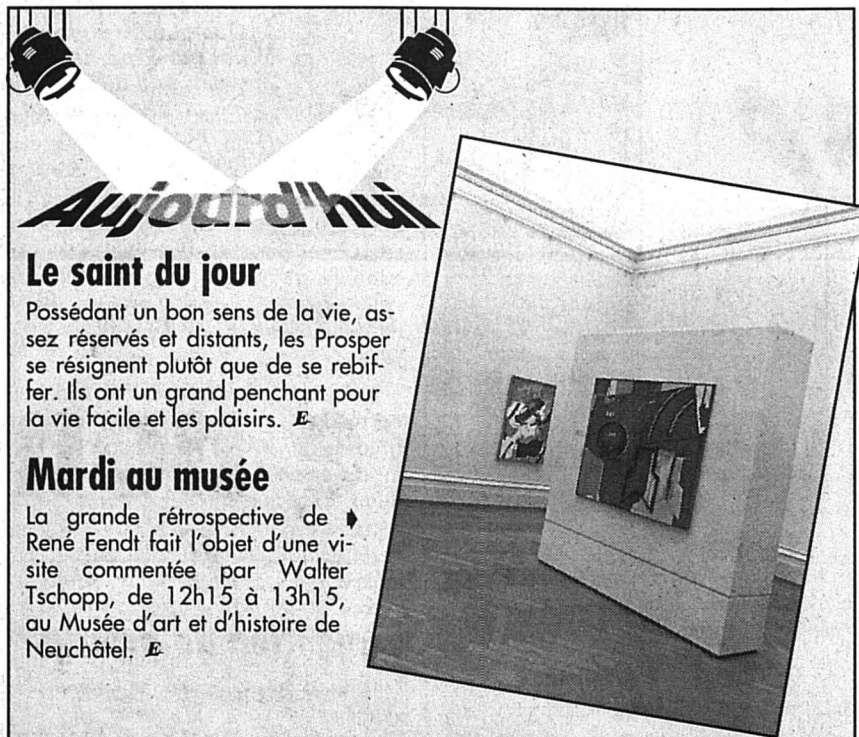 Aujourd'hui
Le saint du jour
Possédant un bon sens de la vie, as-
sez réservés et distants, les Prosper
se résignent plutôt que de se rebif-
fer. Ils ont un grand penchant pour
la vie facile et les plaisirs. E
Mardi au musée
La grande rétrospective de
René Fendt fait l'objet d'une vi-
site commentée par Walter
Tschopp, de 12h15 à 13h15,
au Musée d'art et d'histoire de
Neuchâtel. E